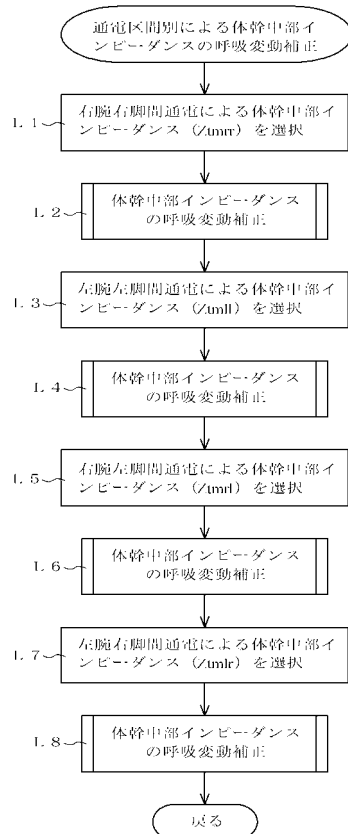 通電区間別による体幹中部イ
ンピーダンスの呼吸変動補正
L1
右腕右脚間通電による体幹中部イ
ンピーダンス(Ztmrr)を選択
L2
体幹中部インピーダンス
の呼吸変動補正
L3
左腕左脚間通電による体幹中部イ
ンピーダンス(Ztmll)を選択
L4
体幹中部インピーダンス
の呼吸変動補正
L5
右腕左脚間通電による体幹中部イ
ンピーダンス(Ztmrl)を選択
L6
体幹中部インピーダンス
の呼吸変動補正
L7
左腕右脚間通電による体幹中部イ
ンピーダンス(Ztmlr)を選択
L8
体幹中部インピーダンス
の呼吸変動補正
戻る